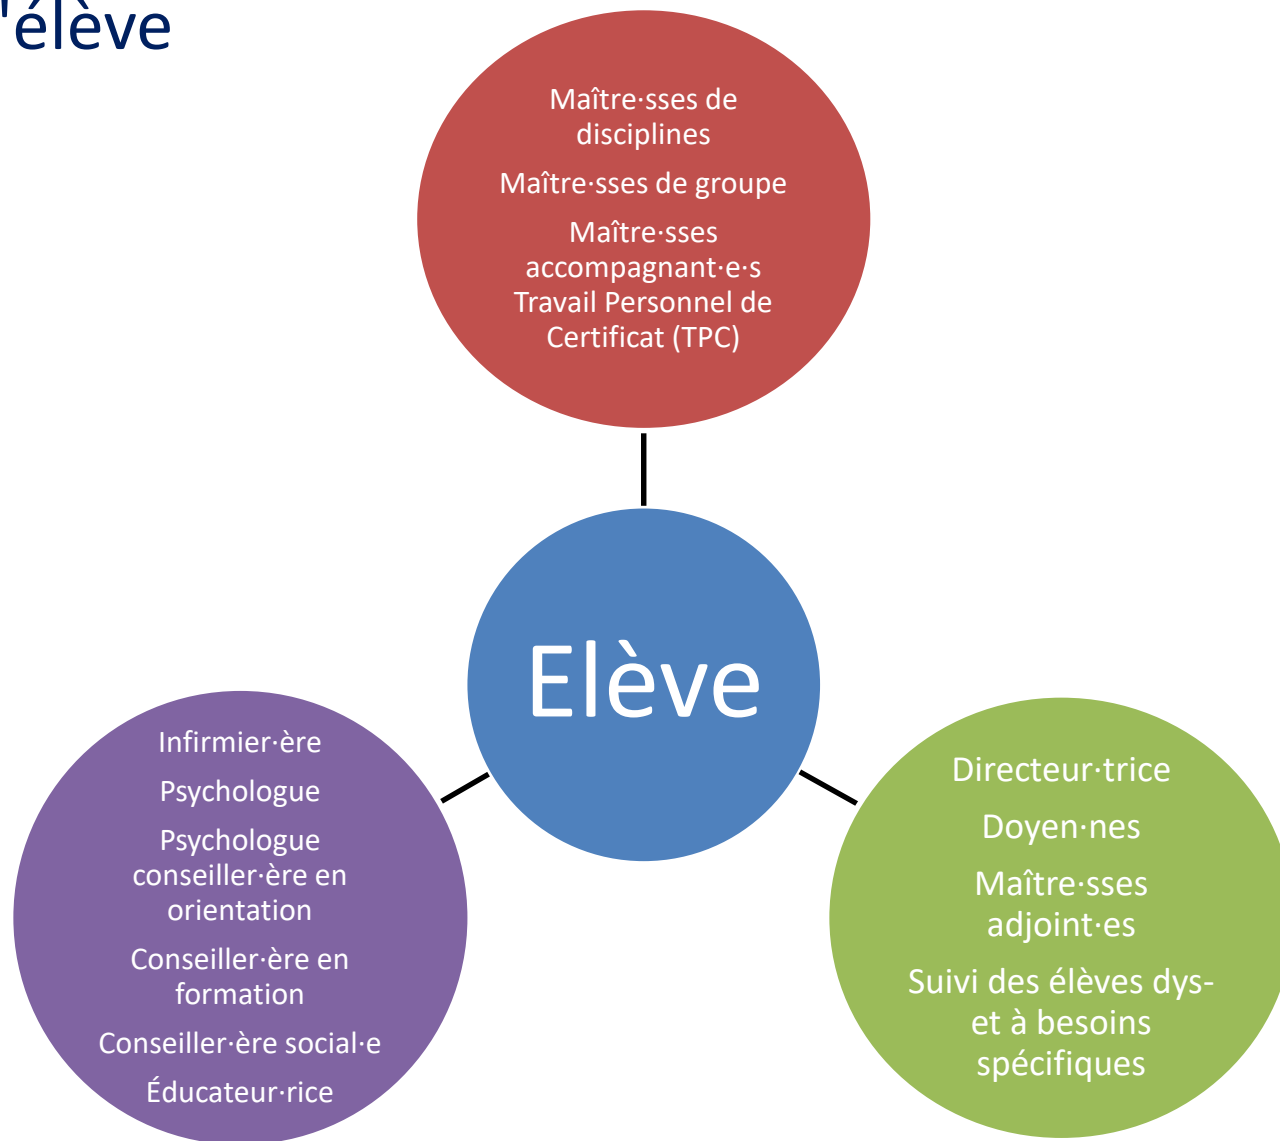 'élève
Maître·sses de
disciplines
Maître·sses de groupe
Maître·sses
accompagnant·e·s
Travail Personnel de
Certificat (TPC)
Elève
Infirmier·ère
Psychologue
Psychologue
conseiller·ère en
orientation
Conseiller·ère en
formation
Conseiller·ère social·e
Éducateur·rice
Directeur·trice
Doyen·nes
Maître·sses
adjoint·es
Suivi des élèves dys-
et à besoins
spécifiques